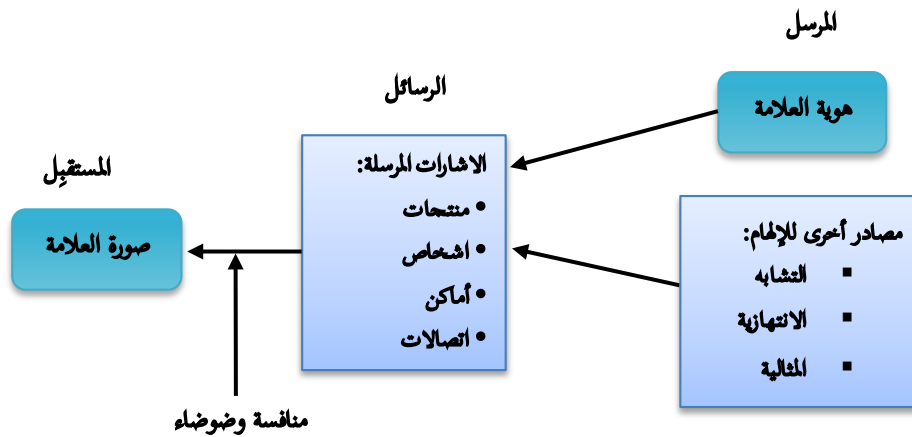 المرسل
هوية العلامة
مصادر أخرى للإلهام:
▪ التشابه
▪ الانتهازية
▪ المثالية
الرسائل
الاشارات المرسلة:
• منتجات
• اشخاص
• أماكن
• اتصالات
المستقبِل
صورة العلامة
منافسة وضوضاء